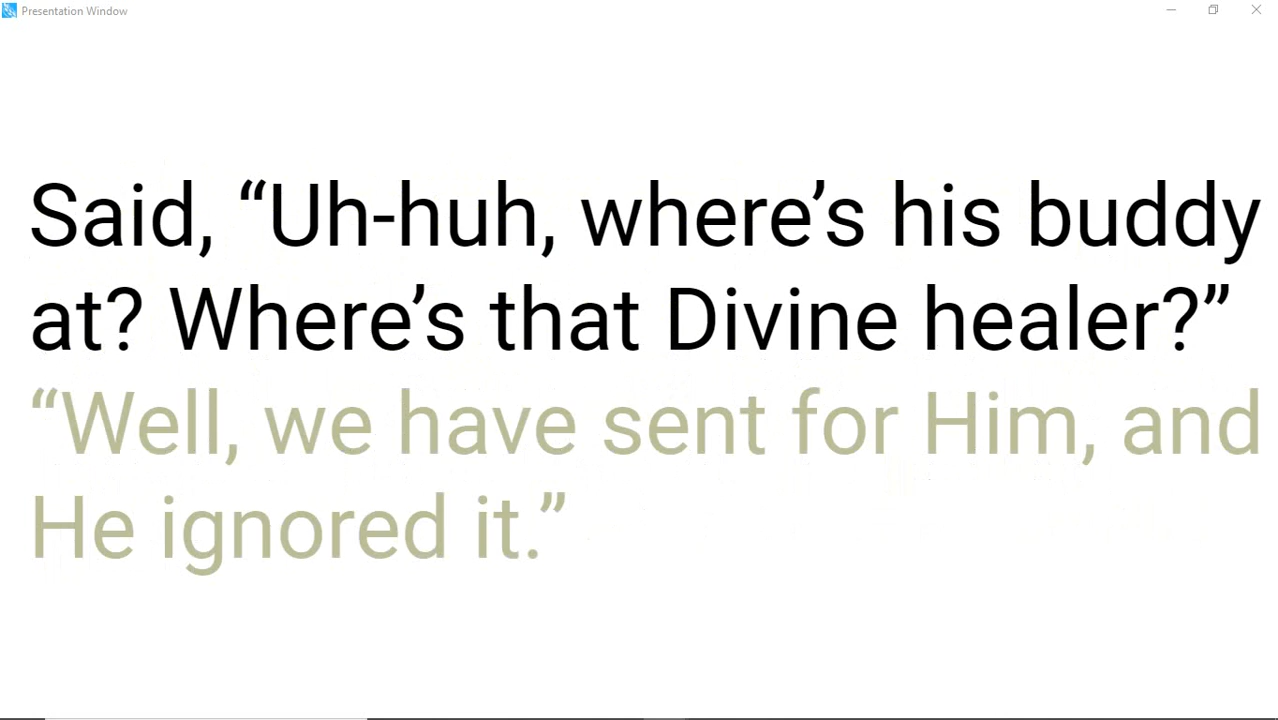 Presentation Window
Said, “Uh-huh, where’s his buddy
at? Where’s that Divine healer?”
“Well, we have sent for Him, and
He ignored it.”